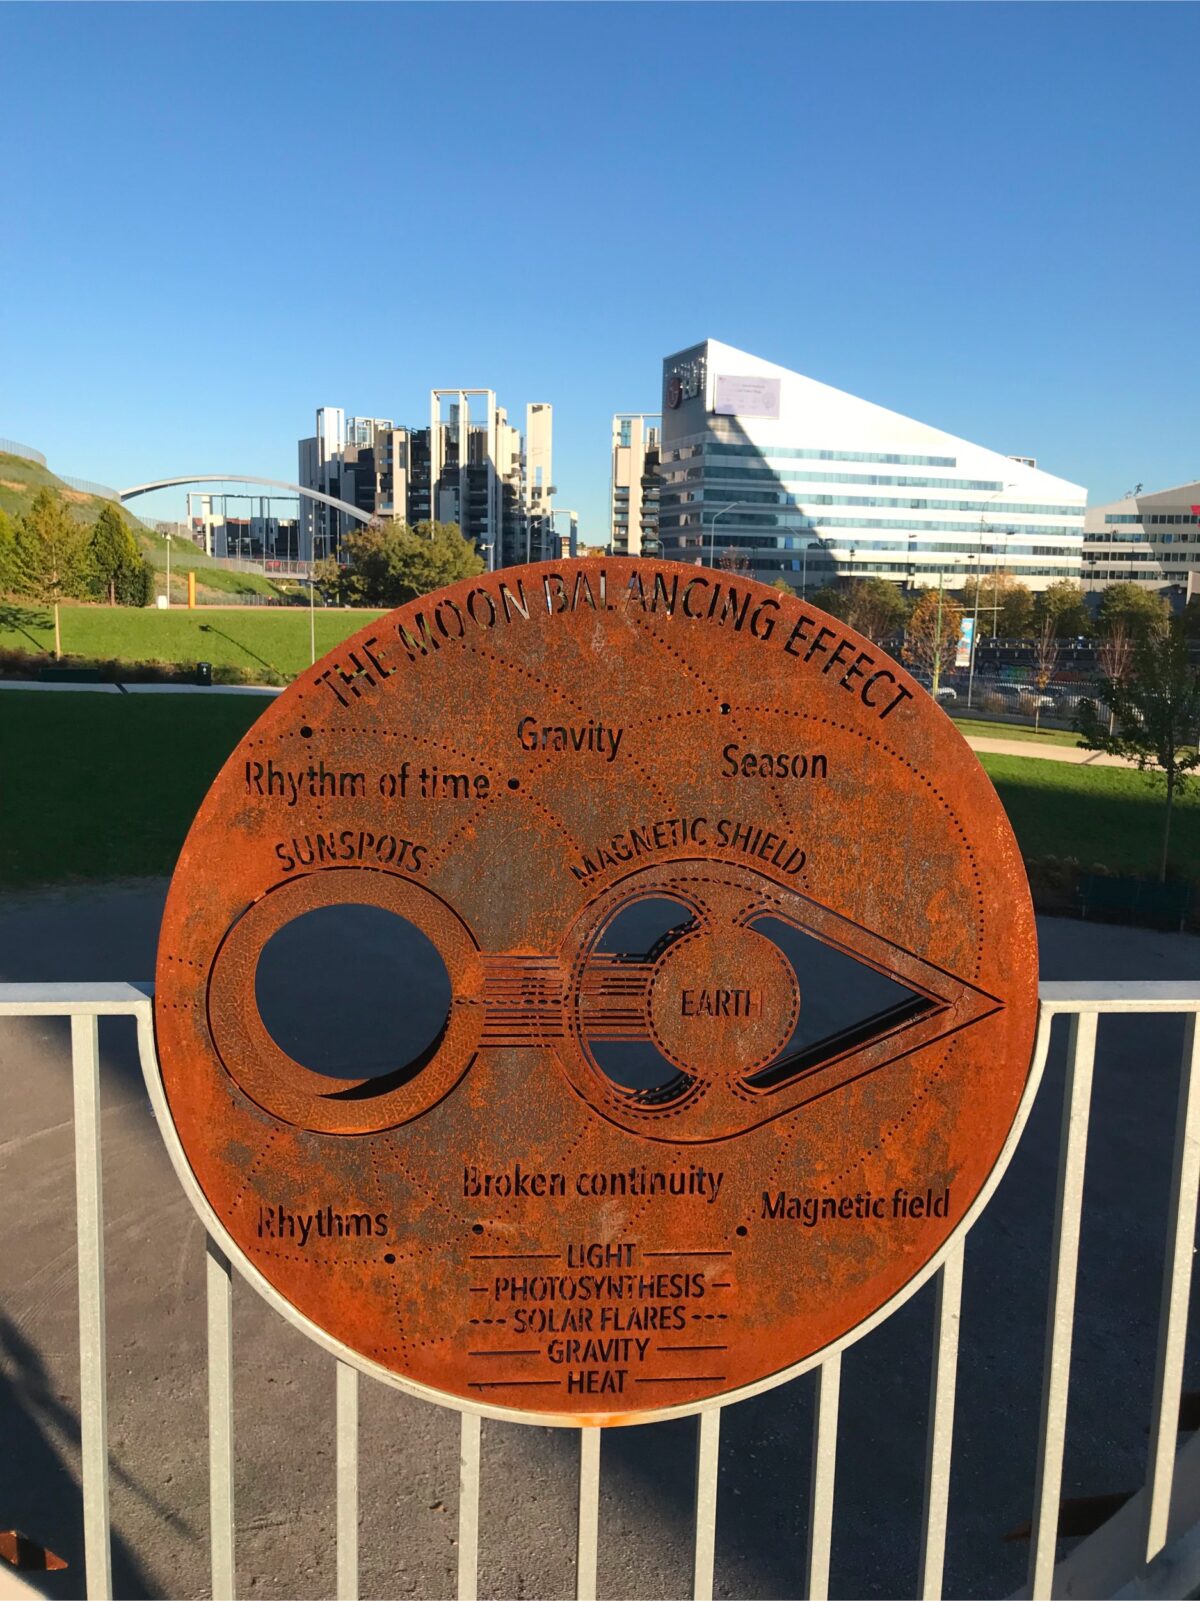 THE MOON BALANCING EFFECT
Gravity
Season
Rhythm of time
SUNSPOTS
MAGNETIC SHIELD
EARTH
Broken continuity
Magnetic field
Rhythms
LIGHT
PHOTOSYNTHESIS
SOLAR FLARES
GRAVITY
HEAT